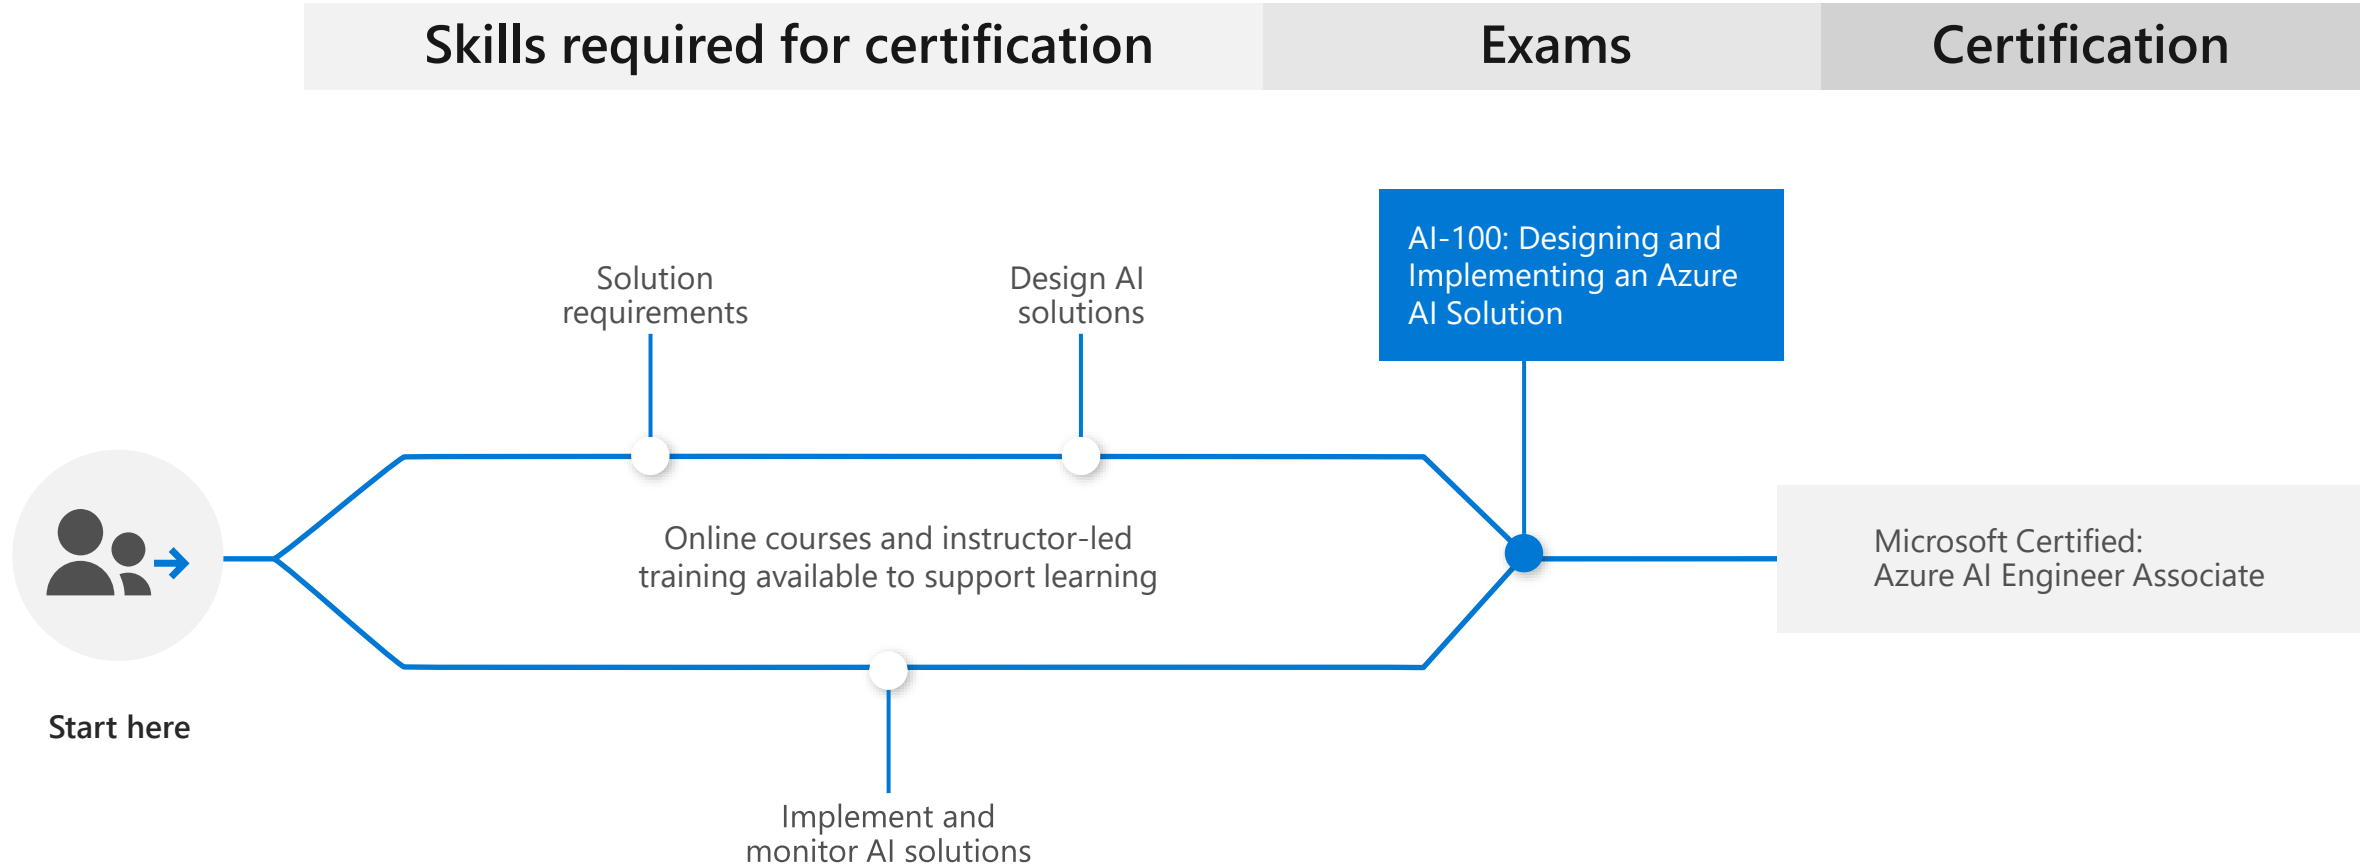 Skills required for certification
Exams
Certification
Solution
requirements
Design AI
solutions
AI-100: Designing and
Implementing an Azure
AI Solution
Online courses and instructor-led
training available to support learning
Microsoft Certified:
Azure AI Engineer Associate
Start here
Implement and
monitor AI solutions